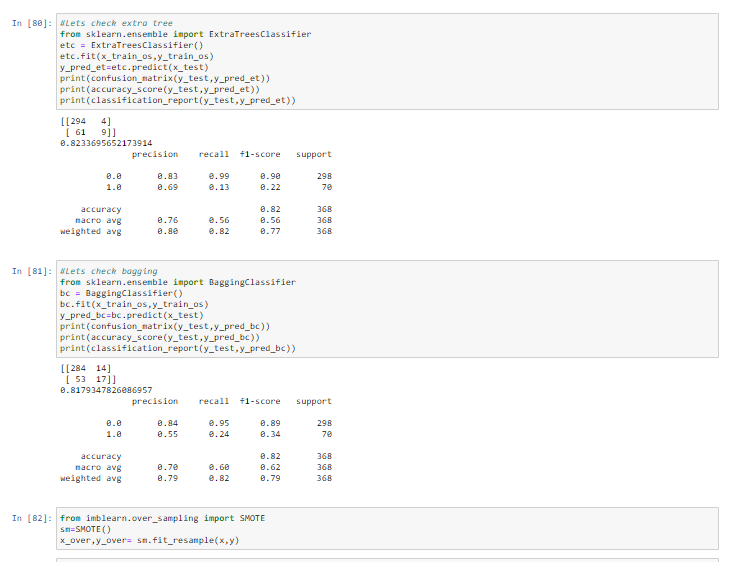 In [80]: #Lets check extra tree
from sklearn.ensemble import ExtraTreesClassifier
etc = ExtraTreesClassifier()
etc.fit(x_train_os,y_train_os)
y_pred_et=etc.predict(x_test)
print(confusion_matrix(y_test,y_pred_et))
print(accuracy_score(y_test,y_pred_et))
print(classification_report(y_test,y_pred_et))
[[294 4]
[ 61 9]]
0.8233695652173914
precision recall f1-score support
0.0 0.83 0.99 0.90 298
1.0 0.69 0.13 0.22 70
accuracy 0.82 368
macro avg 0.76 0.56 0.56 368
weighted avg 0.80 0.82 0.77 368
In [81]: #Lets check bagging
from sklearn.ensemble import BaggingClassifier
bc = BaggingClassifier()
bc.fit(x_train_os,y_train_os)
y_pred_bc=bc.predict(x_test)
print(confusion_matrix(y_test,y_pred_bc))
print(accuracy_score(y_test,y_pred_bc))
print(classification_report(y_test,y_pred_bc))
[[284 14]
[ 53 17]]
0.8179347826086957
precision recall f1-score support
0.0 0.84 0.95 0.89 298
1.0 0.55 0.24 0.34 70
accuracy 0.82 368
macro avg 0.70 0.60 0.62 368
weighted avg 0.79 0.82 0.79 368
In [82]: from imblearn.over_sampling import SMOTE
sm=SMOTE()
x_over,y_over= sm.fit_resample(x,y)